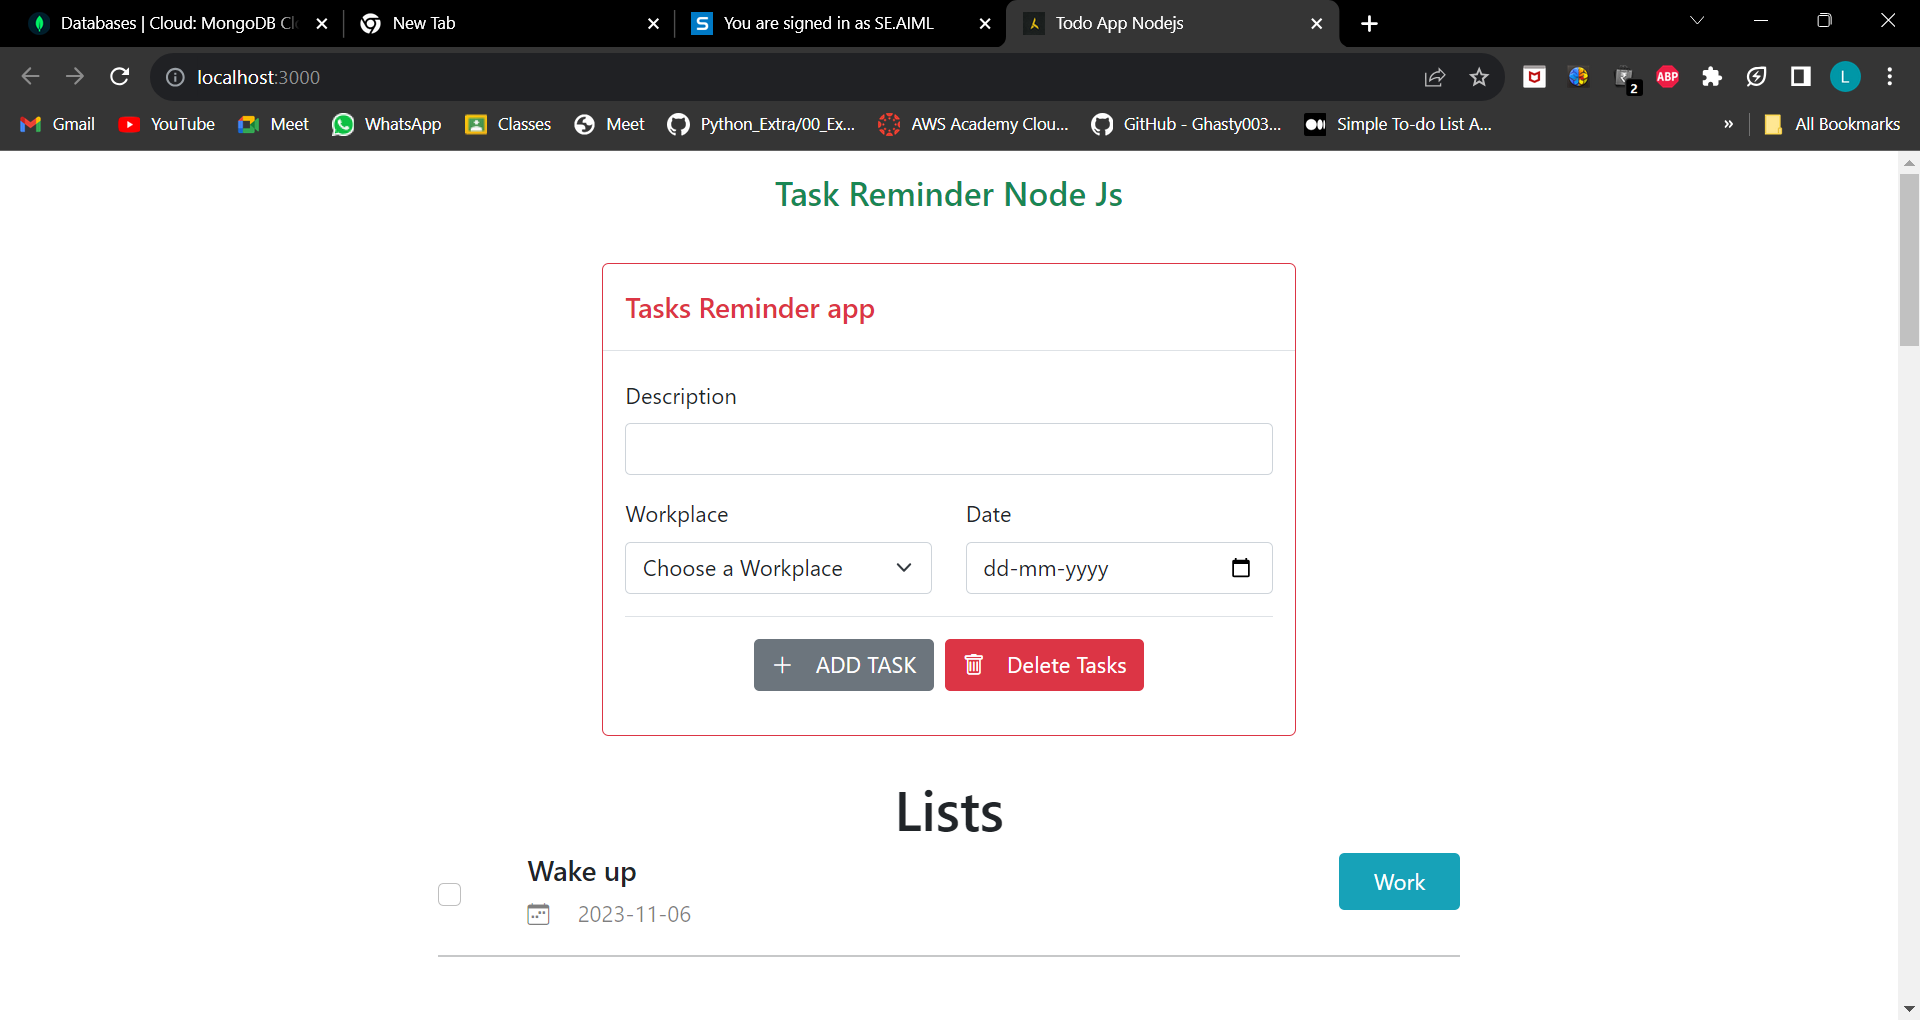 Databases | Cloud: MongoDB Cl
New Tab
You are signed in as SE.AIML
Todo App Nodejs
localhost:3000
ABP
2
L
Gmail
YouTube
Meet
WhatsApp
Classes
Meet
Python_Extra/00_Ex...
AWS Academy Clou...
GitHub - Ghasty003...
Simple To-do List A...
»
All Bookmarks
Task Reminder Node Js
Tasks Reminder app
Description
Workplace
Date
Choose a Workplace
dd-mm-yyyy
ADD TASK
Delete Tasks
Lists
Wake up
Work
2023-11-06